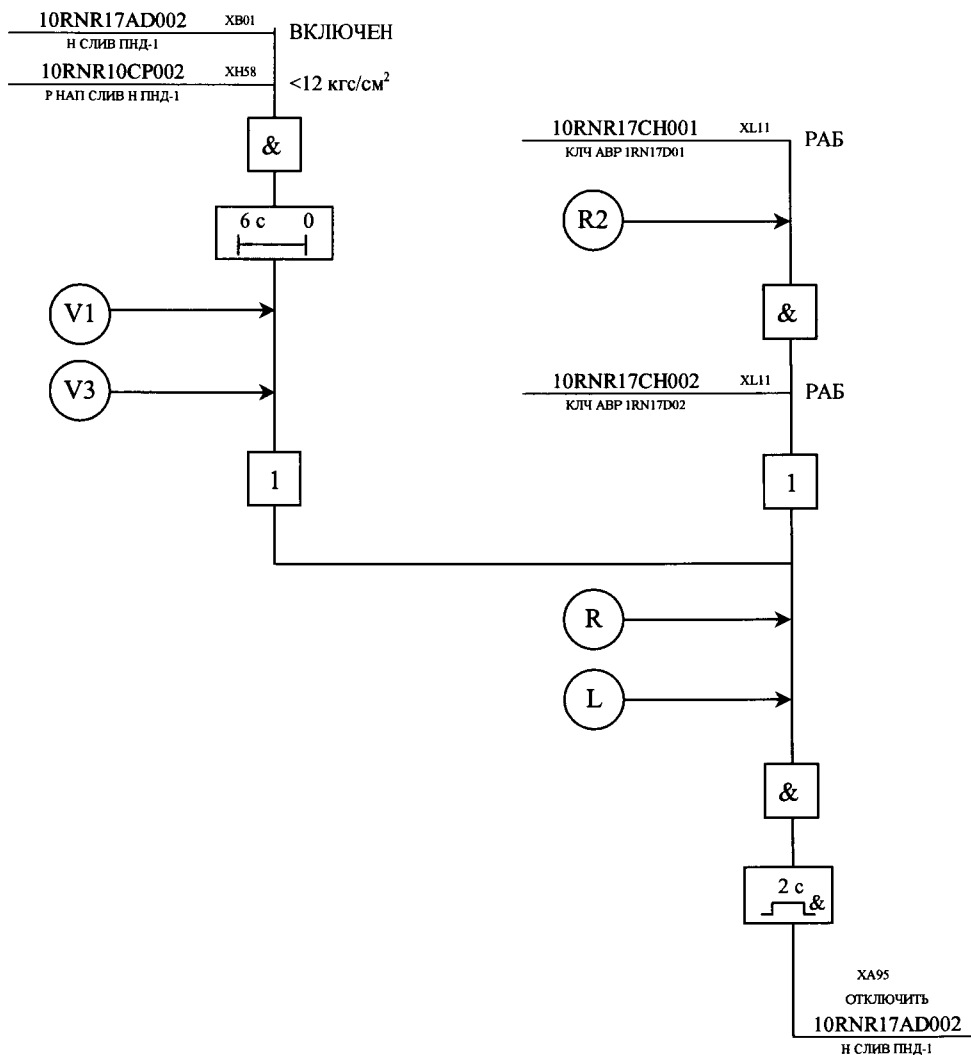 10RNR17AD002 XB01 ВКЛЮЧЕН
Н СЛИВ ПНД-1
10RNR10CP002 XH58 <12 кгс/см²
Р НАП СЛИВ Н ПНД-1
&
6 с 0
V1
V3
1
10RNR17CH001 XL11 РАБ
КЛЧ АВР 1RN17D01
R2
&
10RNR17CH002 XL11 РАБ
КЛЧ АВР 1RN17D02
1
R
L
&
2 с
&
XA95
ОТКЛЮЧИТЬ
10RNR17AD002
Н СЛИВ ПНД-1